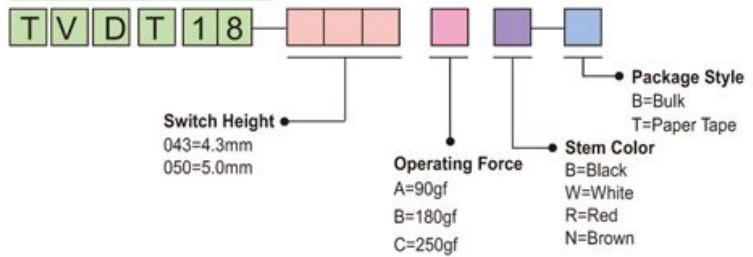 TVDT18-
Package Style
B=Bulk
T=Paper Tape
Switch Height
043=4.3mm
050=5.0mm
Stem Color
B=Black
W=White
R=Red
N=Brown
Operating Force
A=90gf
B=180gf
C=250gf